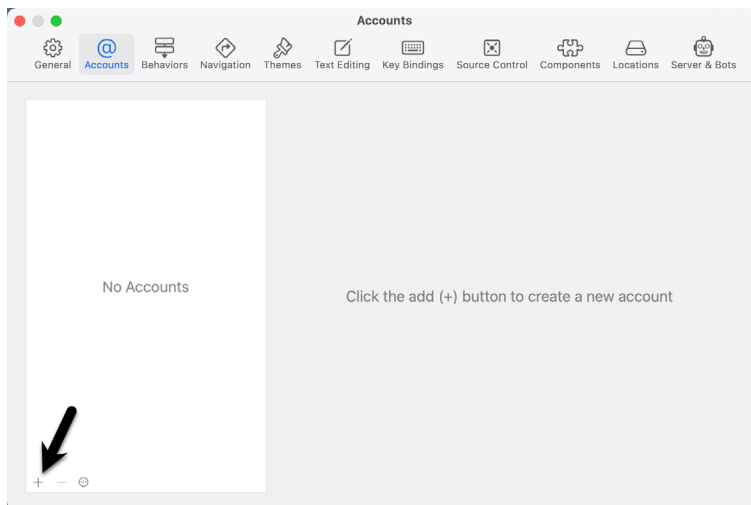 Accounts
General Accounts Behaviors Navigation Themes Text Editing Key Bindings Source Control Components Locations Server & Bots
No Accounts
Click the add (+) button to create a new account